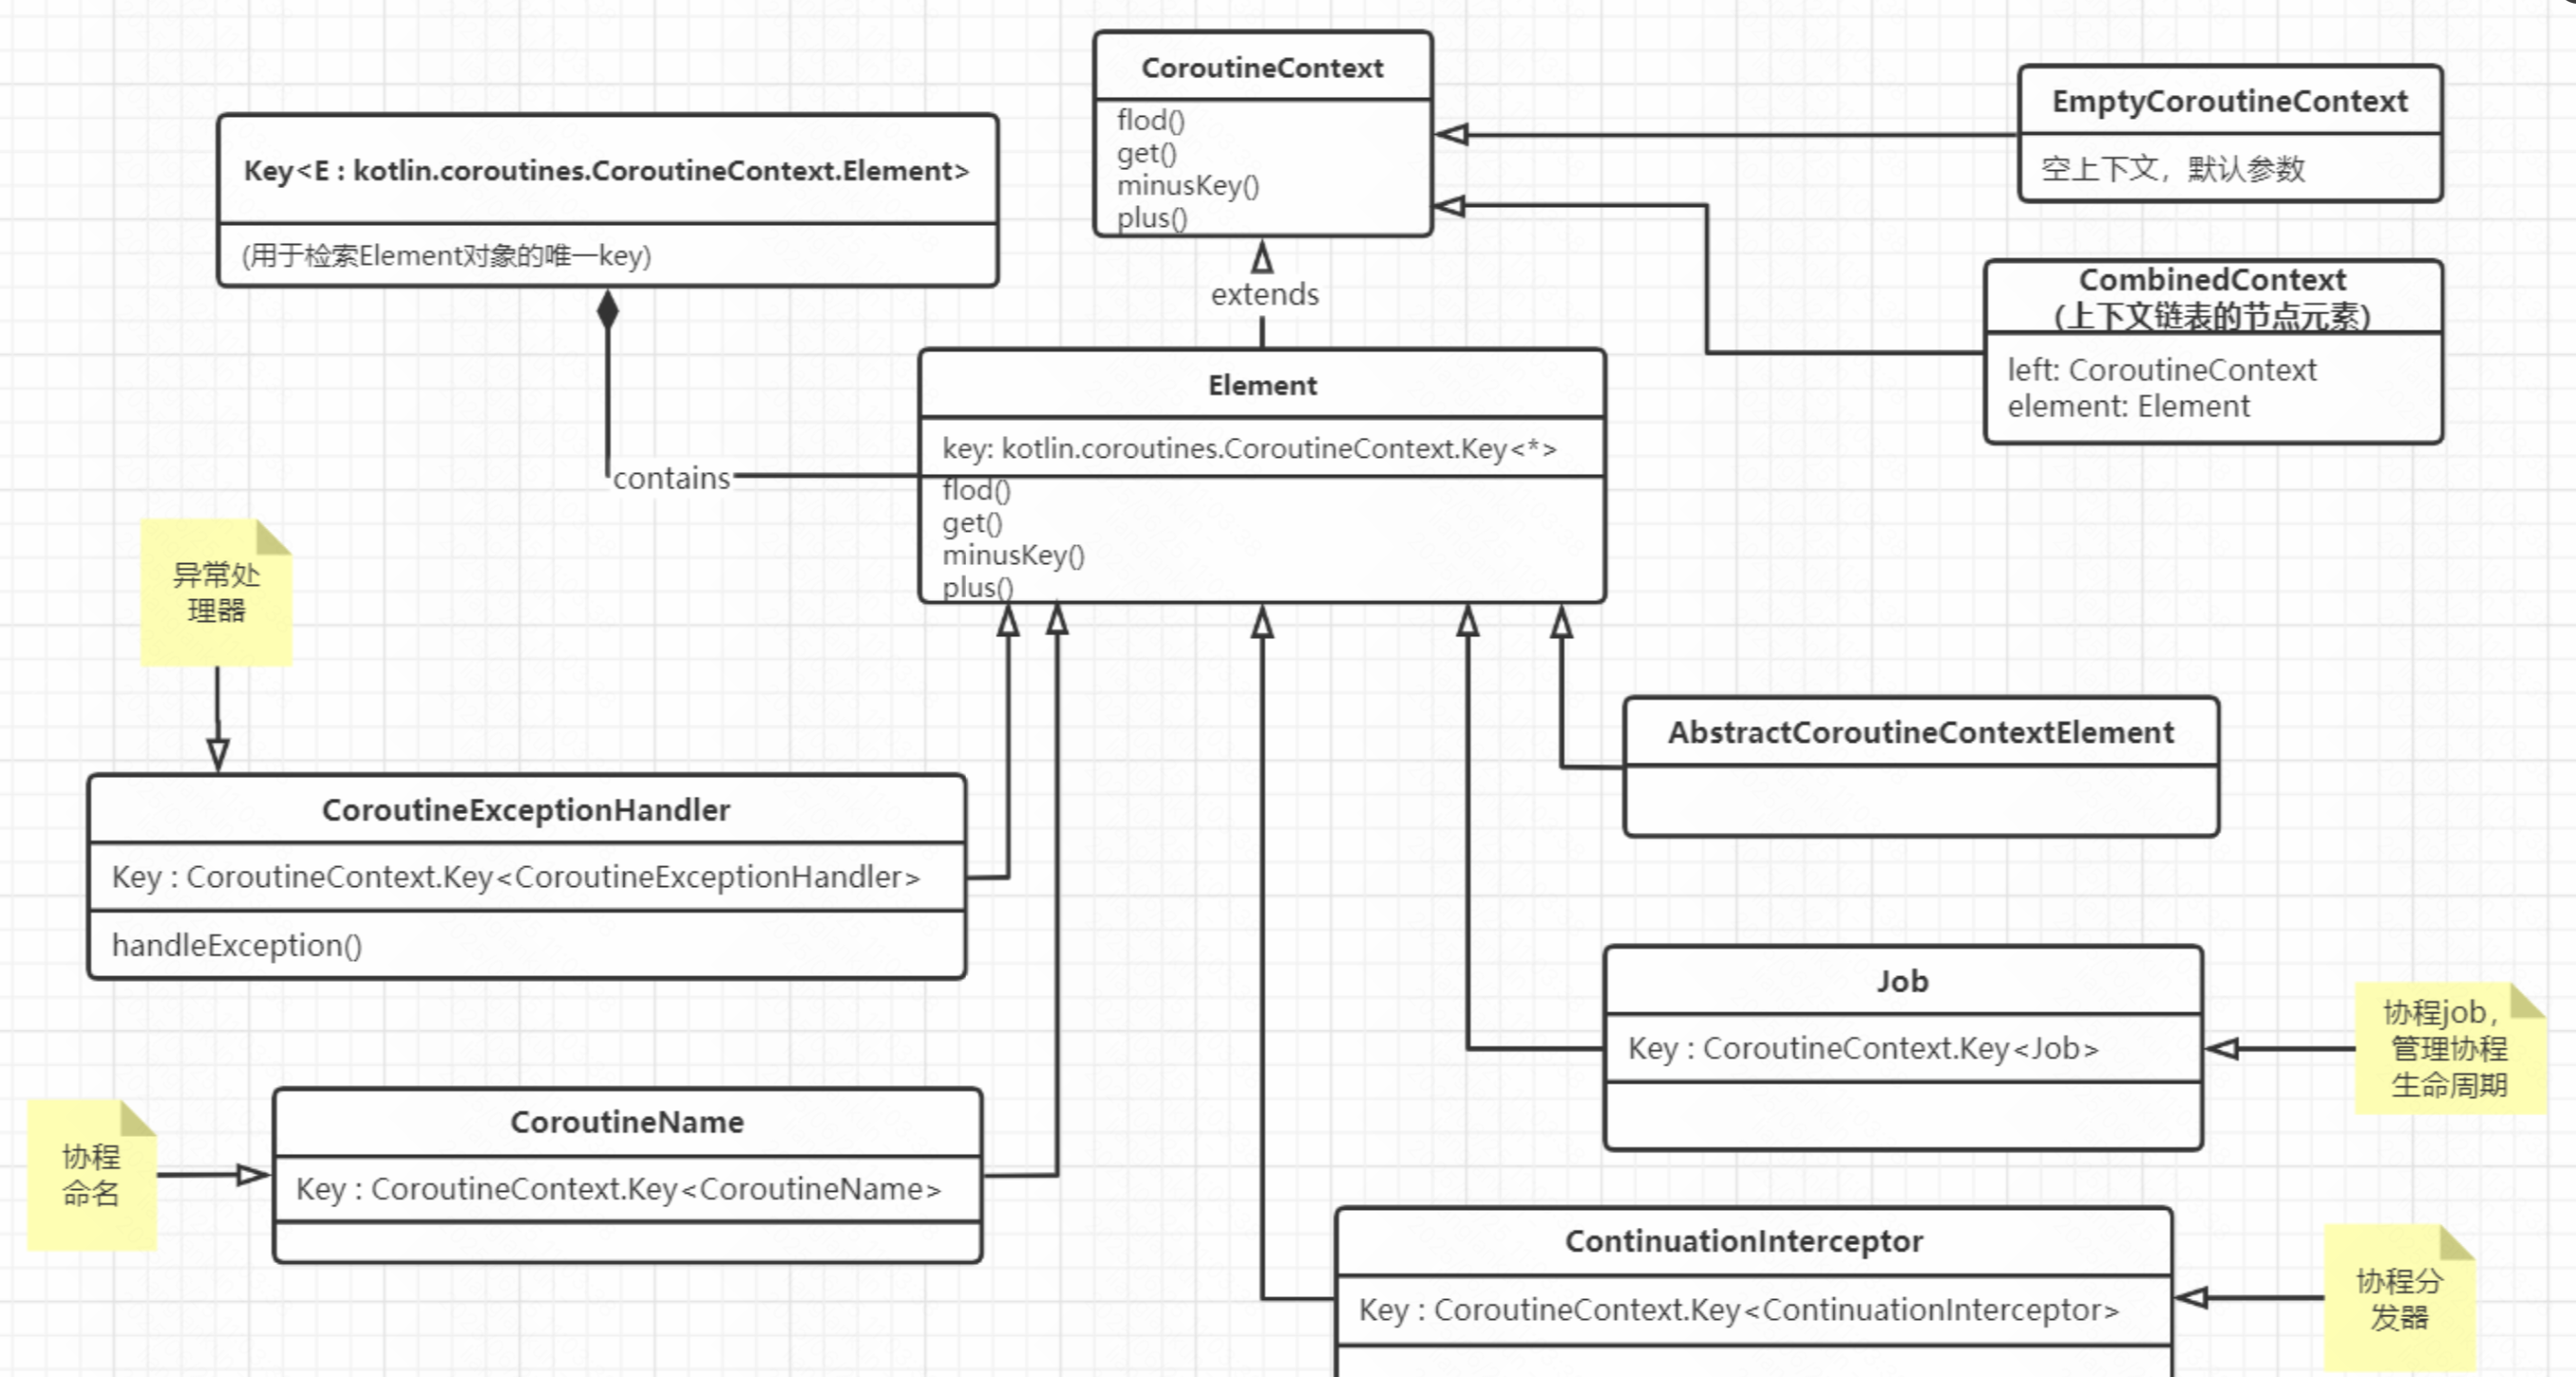 CoroutineContext
flod()
get()
minusKey()
plus()
EmptyCoroutineContext
空上下文，默认参数
Key<E : kotlin.coroutines.CoroutineContext.Element>
(用于检索Element对象的唯一key)
CombinedContext
(上下文链表的节点元素)
left: CoroutineContext
element: Element
extends
Element
key: kotlin.coroutines.CoroutineContext.Key<*>
flod()
get()
minusKey()
plus()
contains
异常处
理器
AbstractCoroutineContextElement
CoroutineExceptionHandler
Key : CoroutineContext.Key<CoroutineExceptionHandler>
handleException()
Job
Key : CoroutineContext.Key<Job>
协程job，
管理协程
生命周期
CoroutineName
Key : CoroutineContext.Key<CoroutineName>
协程
命名
ContinuationInterceptor
Key : CoroutineContext.Key<ContinuationInterceptor>
协程分
发器